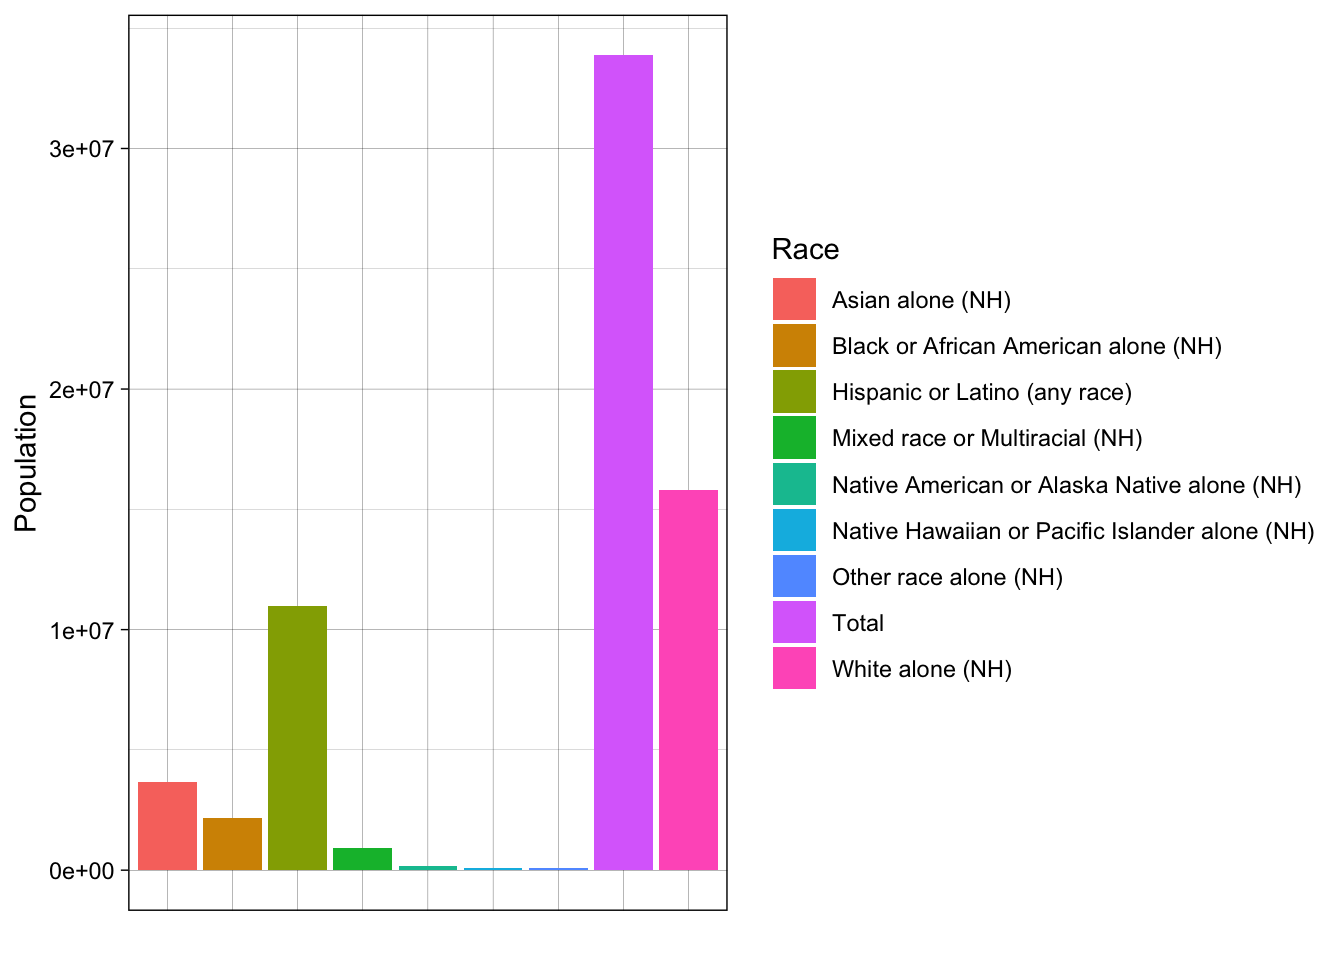 3e+07
2e+07
1e+07
0e+00
Population
Race
Asian alone (NH)
Black or African American alone (NH)
Hispanic or Latino (any race)
Mixed race or Multiracial (NH)
Native American or Alaska Native alone (NH)
Native Hawaiian or Pacific Islander alone (NH)
Other race alone (NH)
Total
White alone (NH)